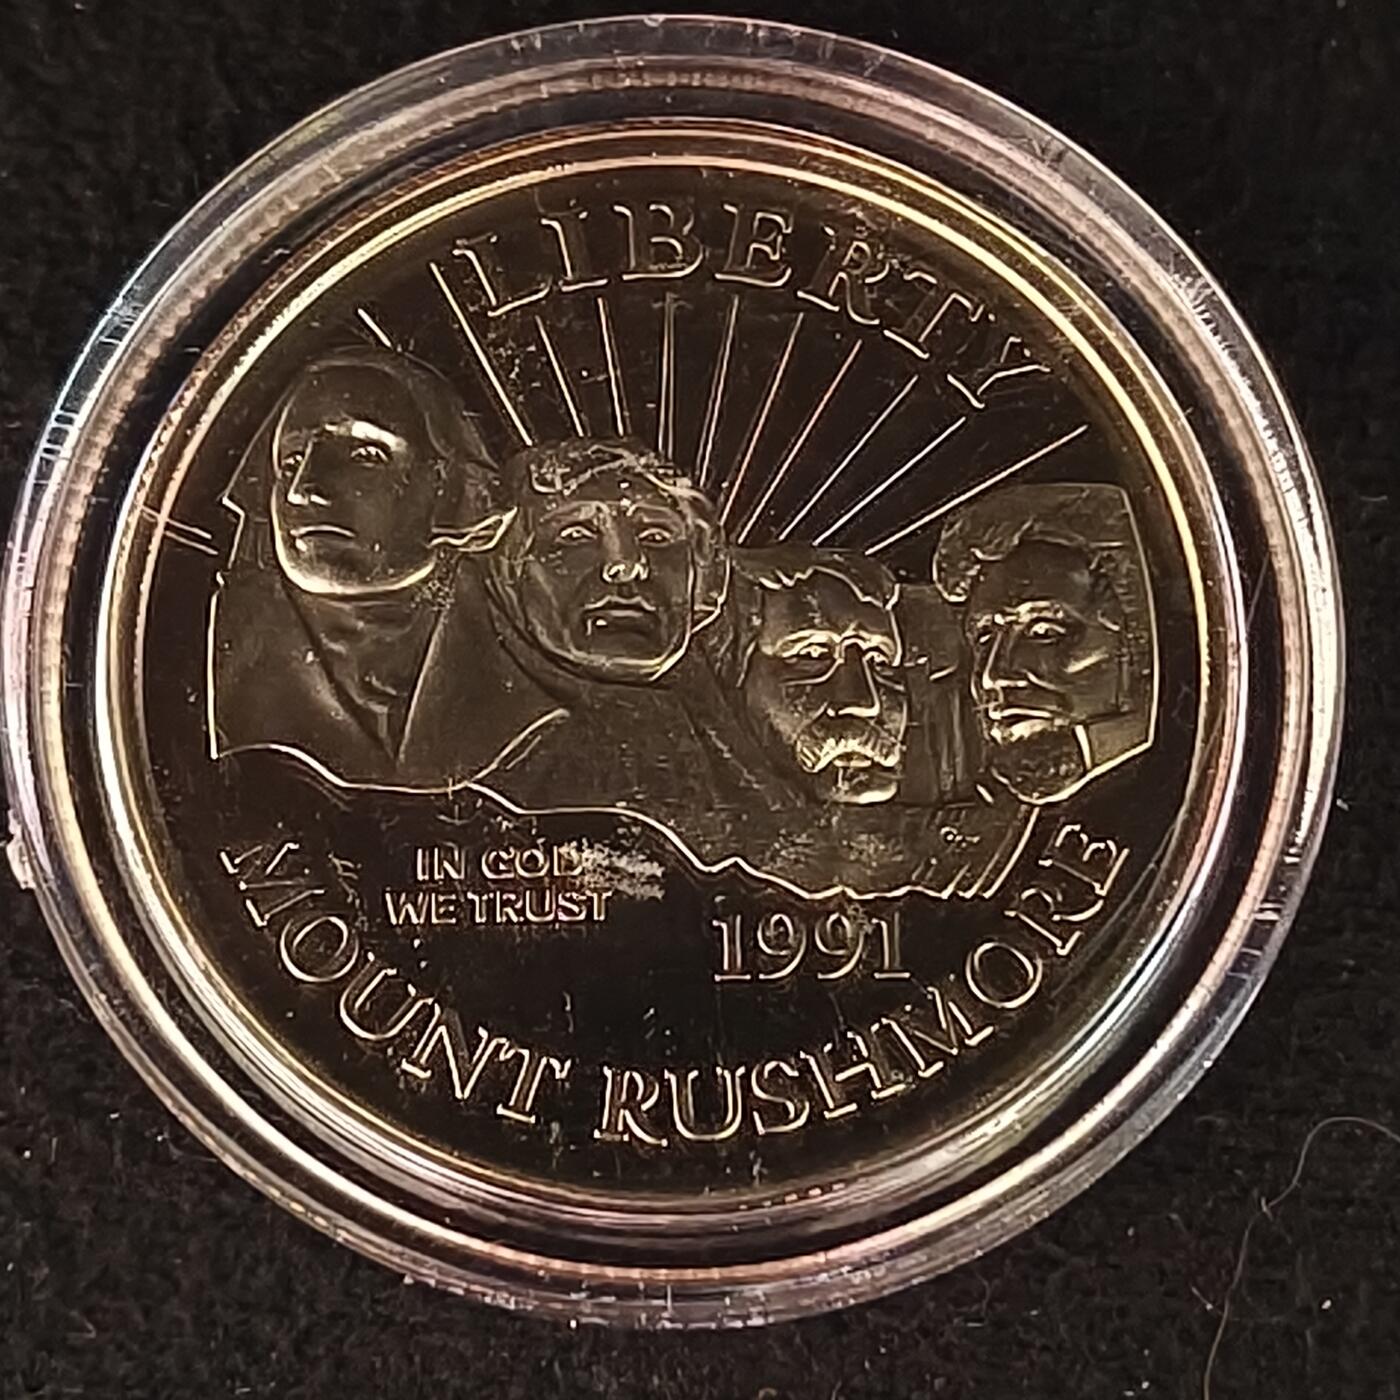 LIBERTY
IN GOD
WE TRUST
1991
MOUNT RUSHMORE